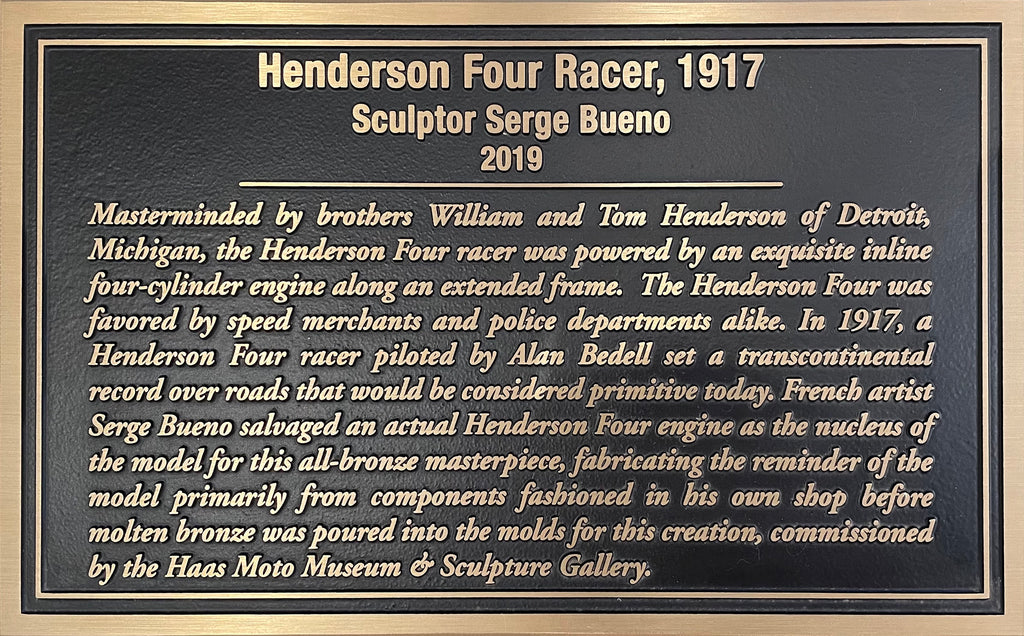 Henderson Four Racer, 1917
Sculptor Serge Bueno
2019
Masterminded by brothers William and Tom Henderson of Detroit,
Michigan, the Henderson Four racer was powered by an exquisite inline
four-cylinder engine along an extended frame. The Henderson Four was
favored by speed merchants and police departments alike. In 1917, a
Henderson Four racer piloted by Alan Bedell set a transcontinental
record over roads that would be considered primitive today. French artist
Serge Bueno salvaged an actual Henderson Four engine as the nucleus of
the model for this all-bronze masterpiece, fabricating the reminder of the
model primarily from components fashioned in his own shop before
molten bronze was poured into the molds for this creation, commissioned
by the Haas Moto Museum & Sculpture Gallery.